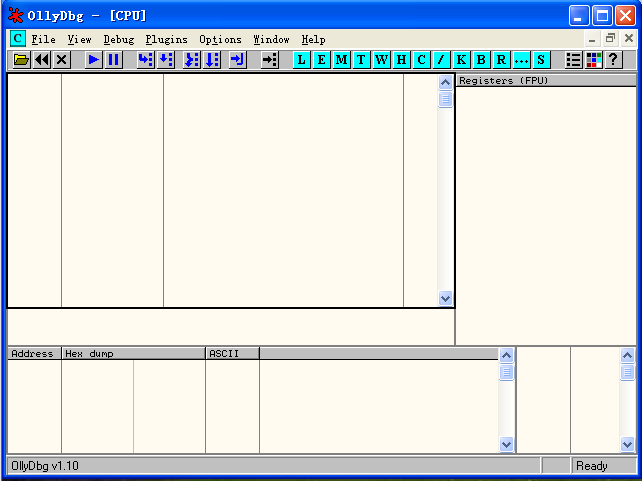 OllyDbg - [CPU]
C File View Debug Plugins Options Window Help
L E M T W H C / K B R ... S ?
Registers (FPU)
Address Hex dump ASCII
OllyDbg v1.10 Ready